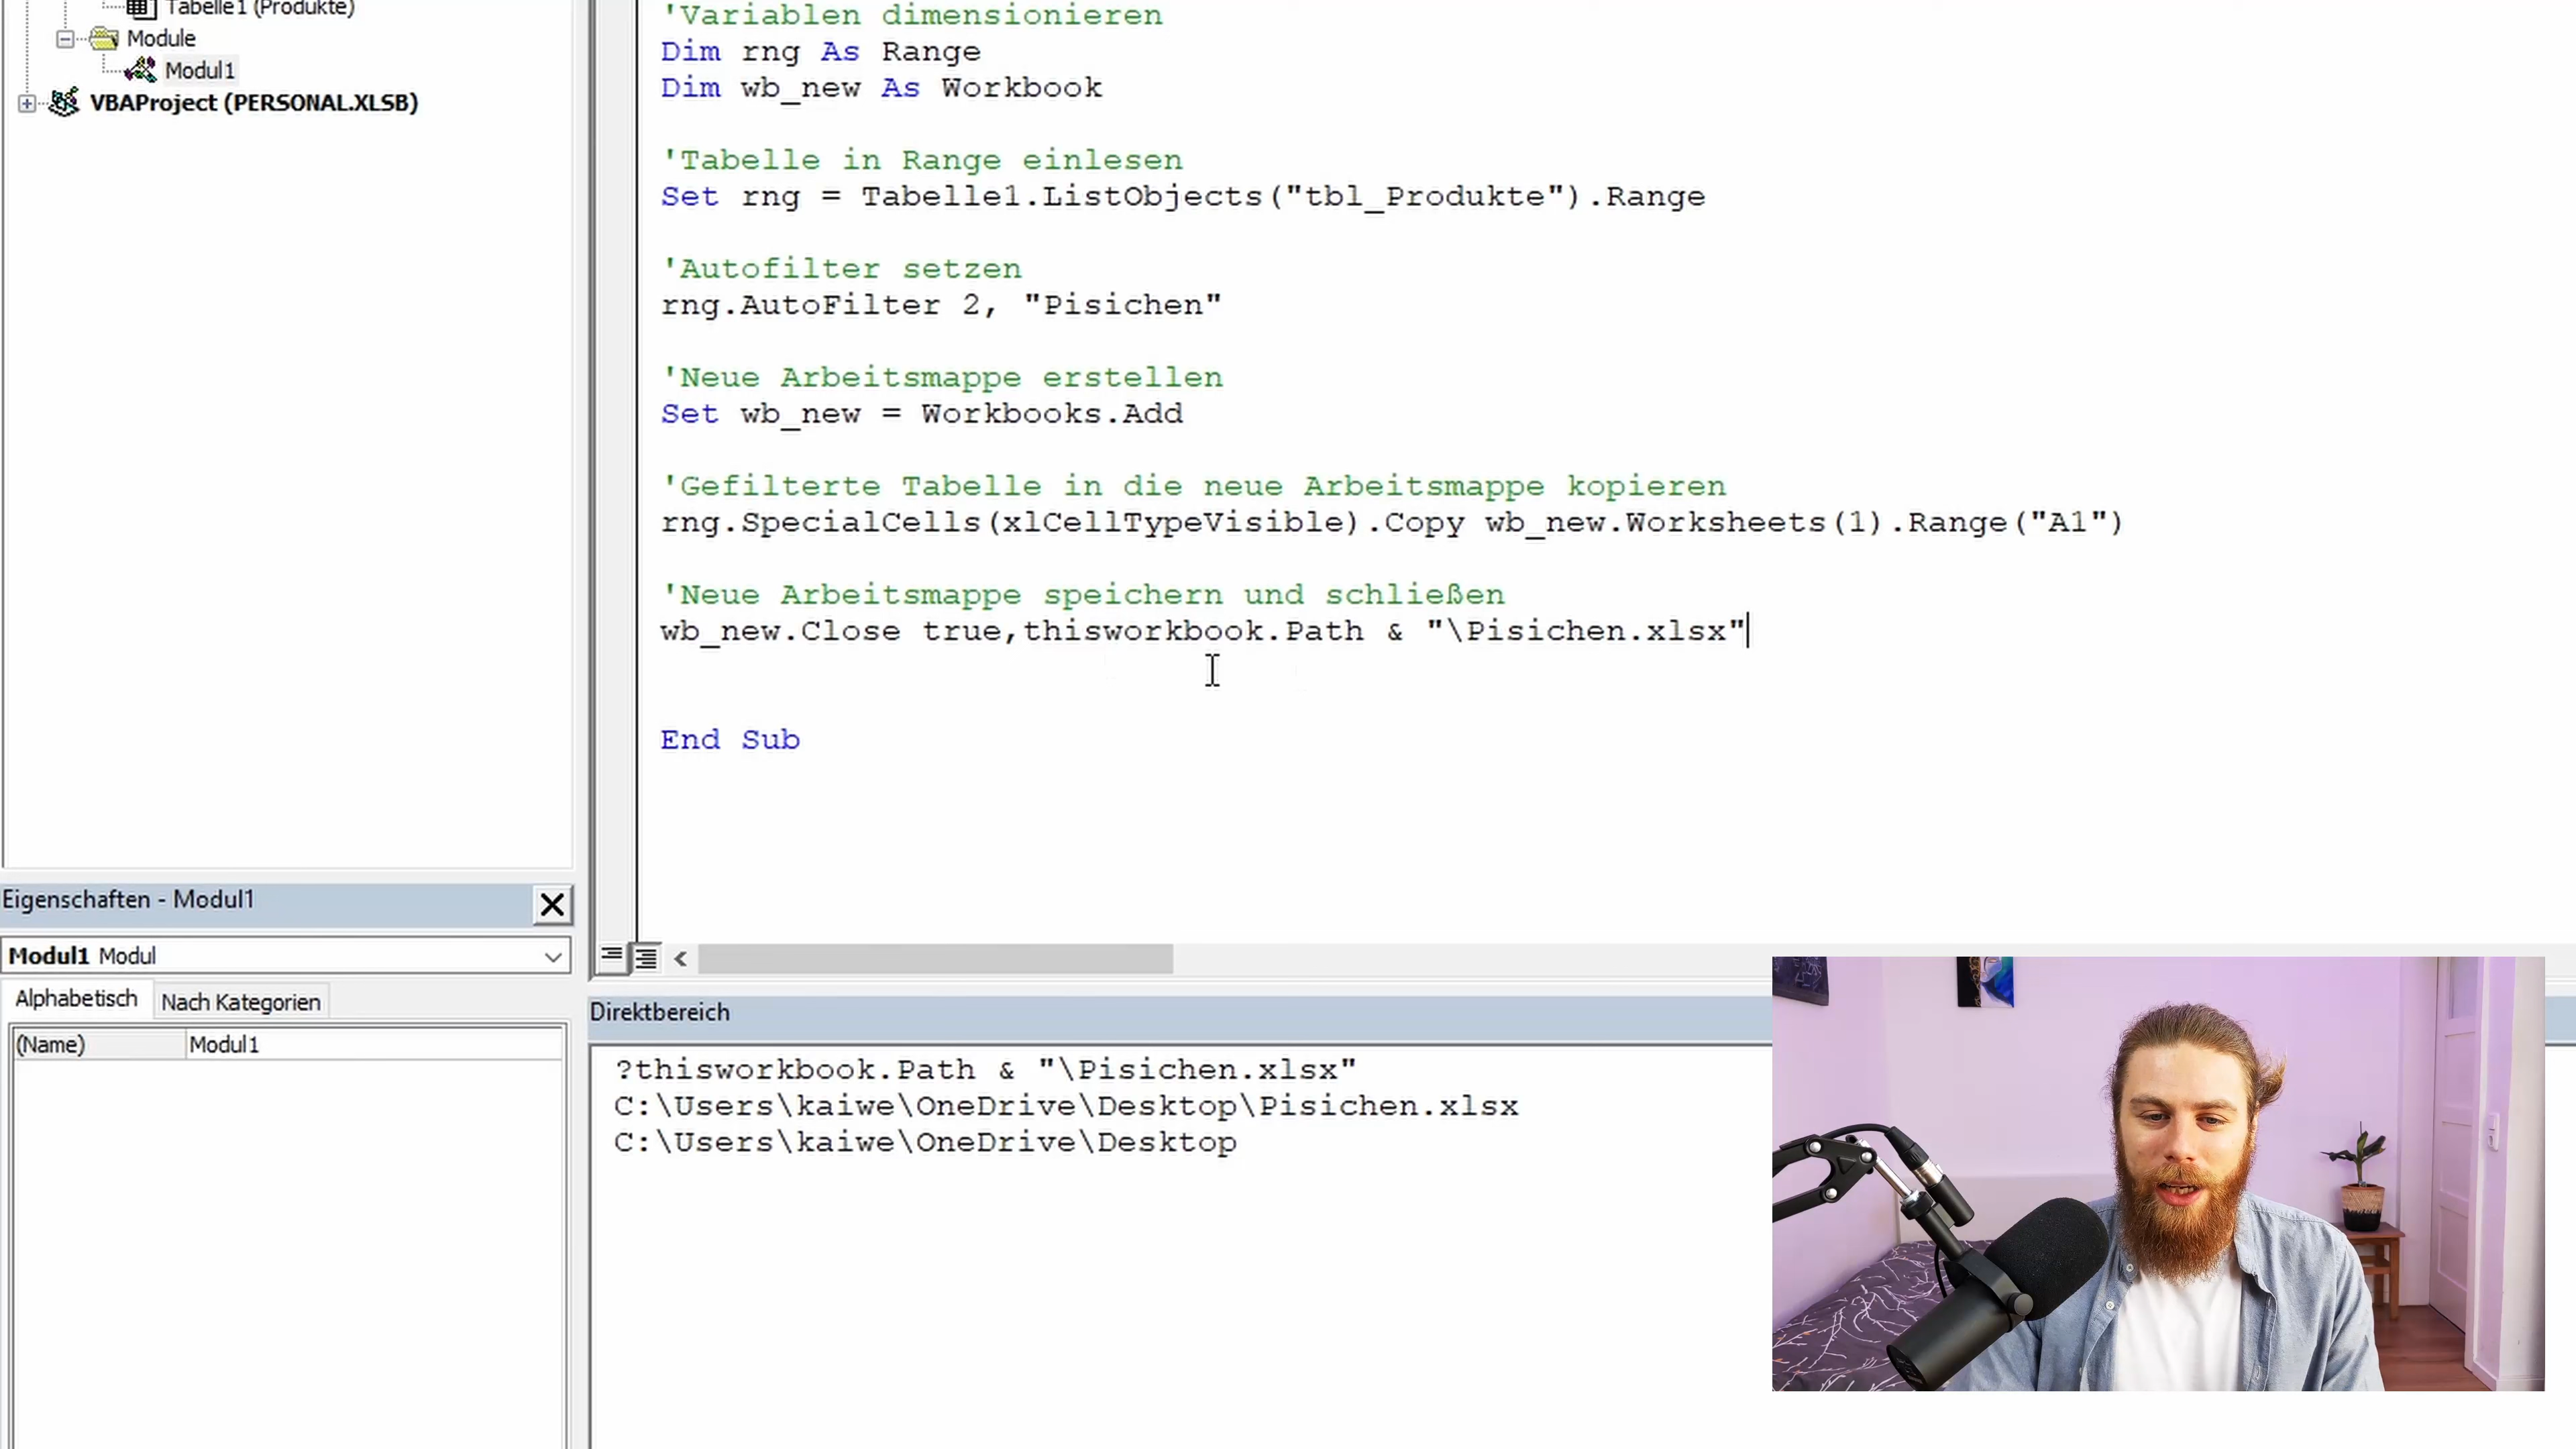 Tabelle1 (Produkte)
Module
Modul1
VBAProject (PERSONAL.XLSB)
'Variablen dimensionieren
Dim rng As Range
Dim wb_new As Workbook
'Tabelle in Range einlesen
Set rng = Tabelle1.ListObjects("tbl_Produkte").Range
'Autofilter setzen
rng.AutoFilter 2, "Pisichen"
'Neue Arbeitsmappe erstellen
Set wb_new = Workbooks.Add
'Gefilterte Tabelle in die neue Arbeitsmappe kopieren
rng.SpecialCells(xlCellTypeVisible).Copy wb_new.Worksheets(1).Range("A1")
'Neue Arbeitsmappe speichern und schließen
wb_new.Close true,thisworkbook.Path & "\Pisichen.xlsx"
End Sub
Eigenschaften - Modul1
Modul1 Modul
Alphabetisch Nach Kategorien
(Name) Modul1
Direktbereich
?thisworkbook.Path & "\Pisichen.xlsx"
C:\Users\kaiwe\OneDrive\Desktop\Pisichen.xlsx
C:\Users\kaiwe\OneDrive\Desktop